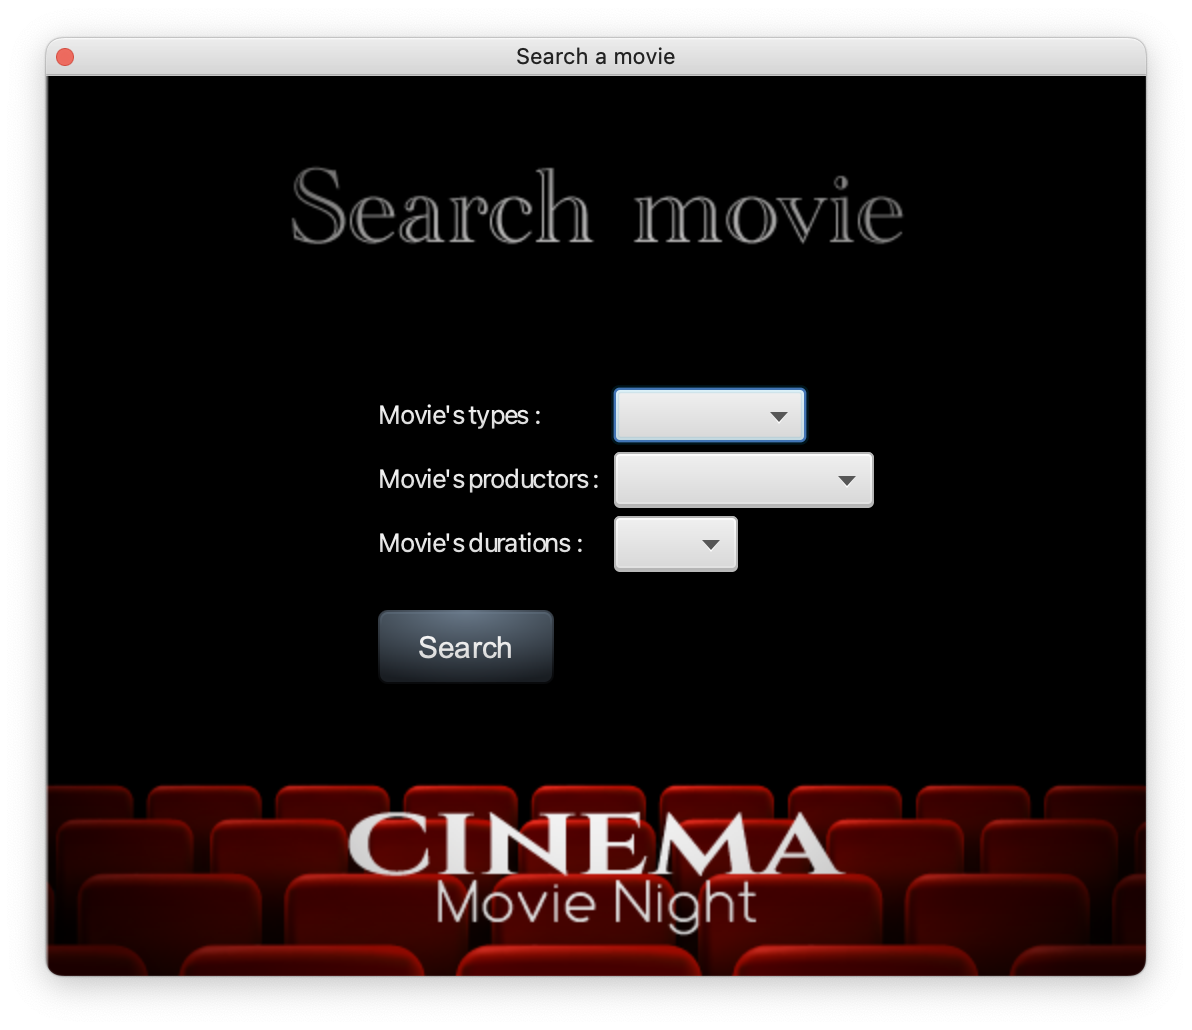 Search a movie
Search movie
Movie's types :
Movie's productors :
Movie's durations :
Search
CINEMA
Movie Night